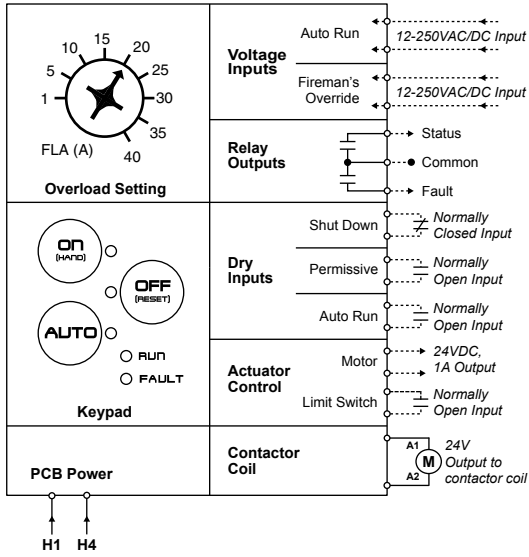 15
10
20
5
25
1
30
35
FLA (A)
40
Overload Setting
Voltage
Inputs
Auto Run
12-250VAC/DC Input
Fireman's
Override
12-250VAC/DC Input
Relay
Outputs
Status
Common
Fault
ON
(HAND)
OFF
(RESET)
AUTO
RUN
FAULT
Keypad
Dry
Inputs
Shut Down
Normally
Closed Input
Permissive
Normally
Open Input
Auto Run
Normally
Open Input
Actuator
Control
Motor
24VDC,
1A Output
Limit Switch
Normally
Open Input
PCB Power
H1 H4
Contactor
Coil
A1
M
A2
24V
Output to
contactor coil